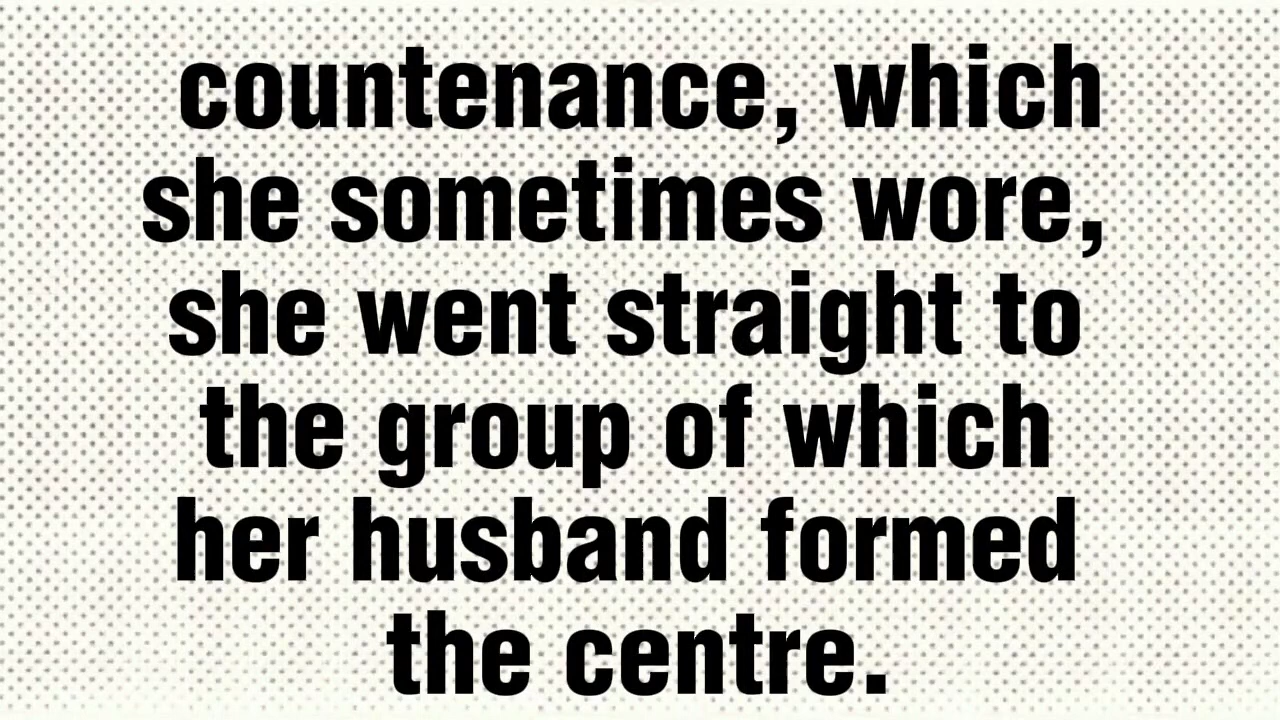 countenance, which
she sometimes wore,
she went straight to
the group of which
her husband formed
the centre.